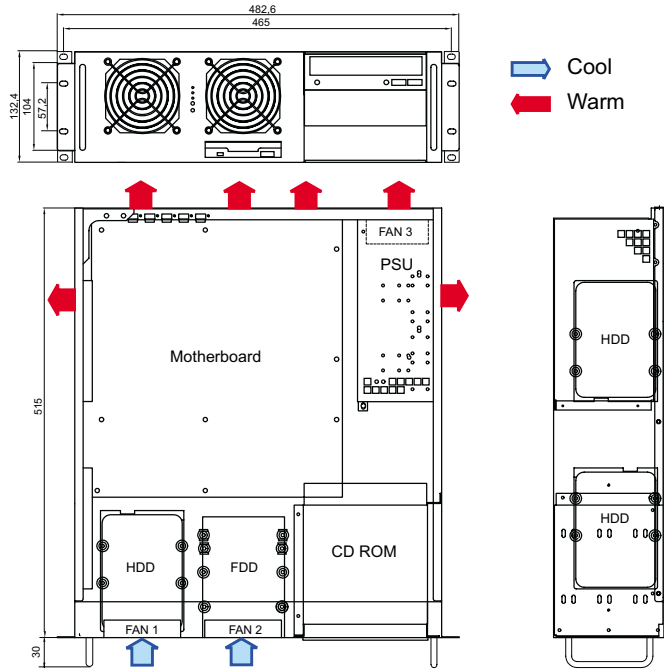 482,6
465
132,4
104
57,2
Cool
Warm
FAN 3
PSU
Motherboard
HDD
515
HDD
FDD
CD ROM
HDD
FAN 1
FAN 2
30